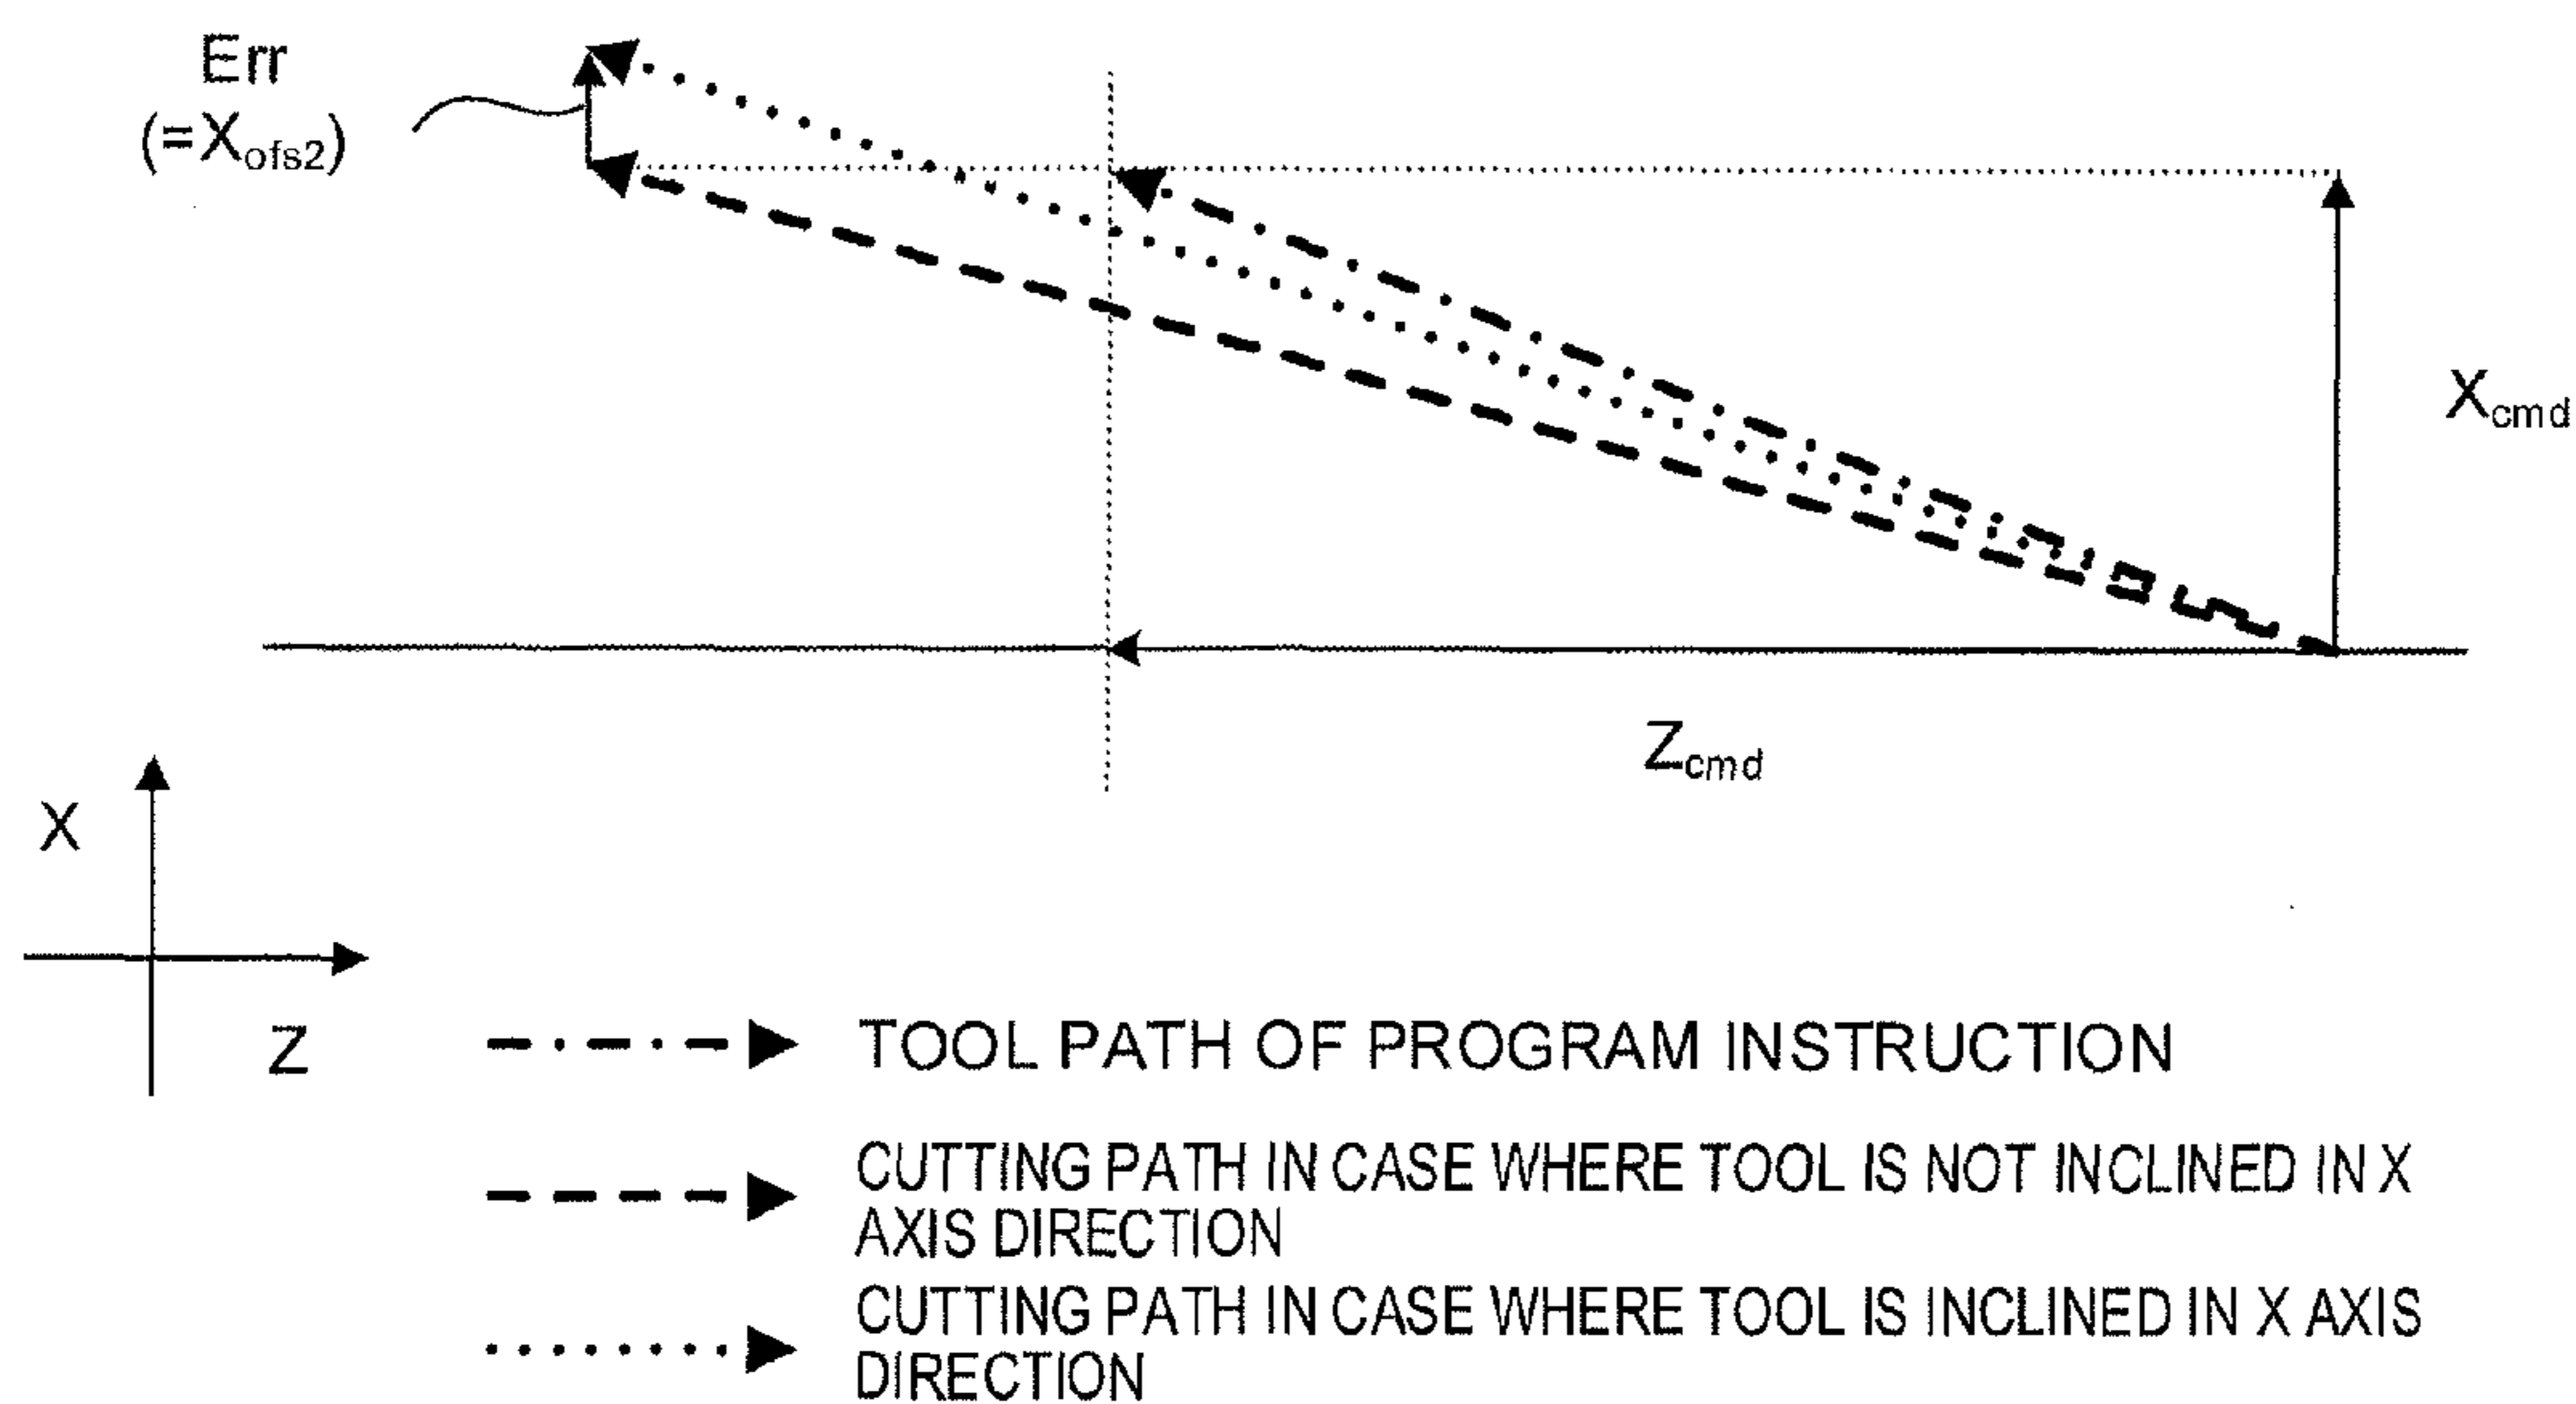 Err
(=Xofs2)
Xcmd
Zcmd
X
Z
TOOL PATH OF PROGRAM INSTRUCTION
CUTTING PATH IN CASE WHERE TOOL IS NOT INCLINED IN X
AXIS DIRECTION
CUTTING PATH IN CASE WHERE TOOL IS INCLINED IN X AXIS
DIRECTION